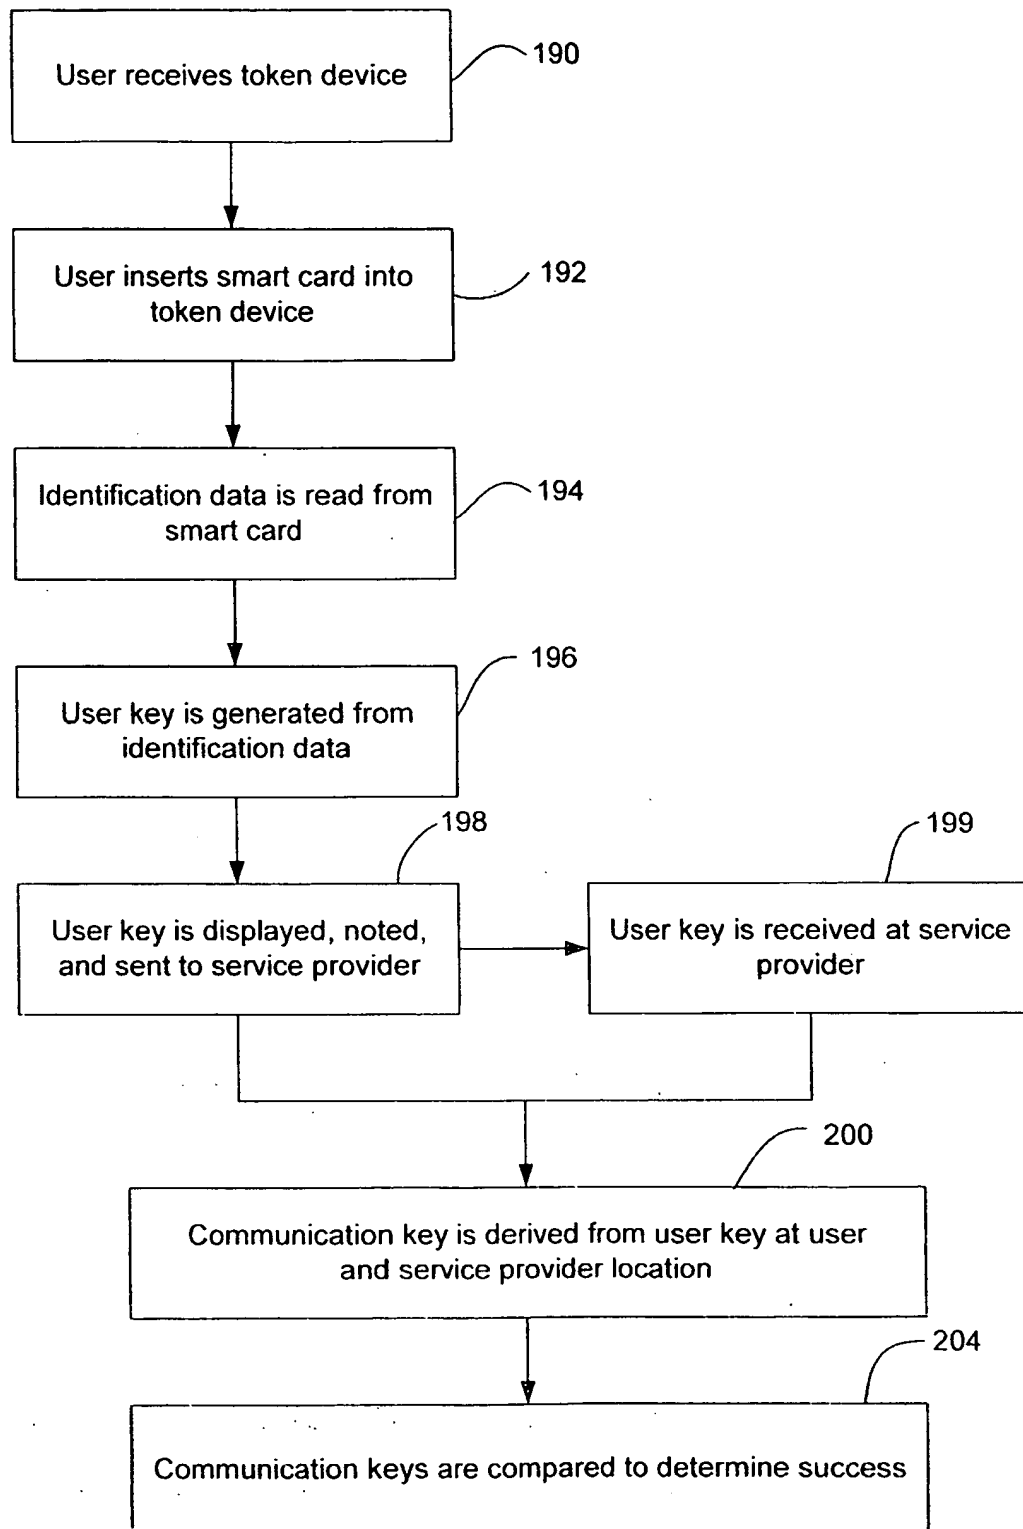 User receives token device
190
User inserts smart card into
token device
192
Identification data is read from
smart card
194
User key is generated from
identification data
196
User key is displayed, noted,
and sent to service provider
198
User key is received at service
provider
199
Communication key is derived from user key at user
and service provider location
200
Communication keys are compared to determine success
204